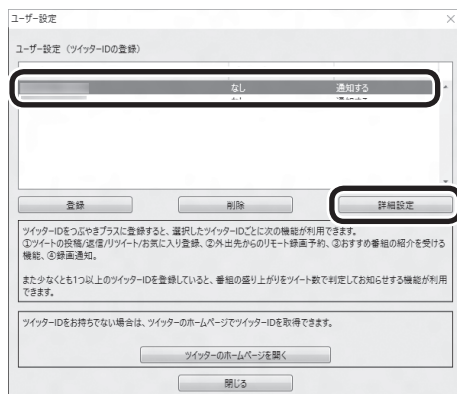 ユーザー設定
ユーザー設定（ツイッターIDの登録）
なし 通知する
登録 削除 詳細設定
ツイッターIDをつぶやきプラスに登録すると、選択したツイッターIDごとに次の機能が利用できます。
①ツイートの投稿/返信/リツイート/お気に入り登録、②外出先からのリモート録画予約、③おすすめ番組の紹介を受ける
機能、④録画通知。
また少なくとも1つ以上のツイッターIDを登録していると、番組の盛り上がりをツイート数で判定してお知らせする機能が利用
できます。
ツイッターIDをお持ちでない場合は、ツイッターのホームページでツイッターIDを取得できます。
ツイッターのホームページを開く
閉じる